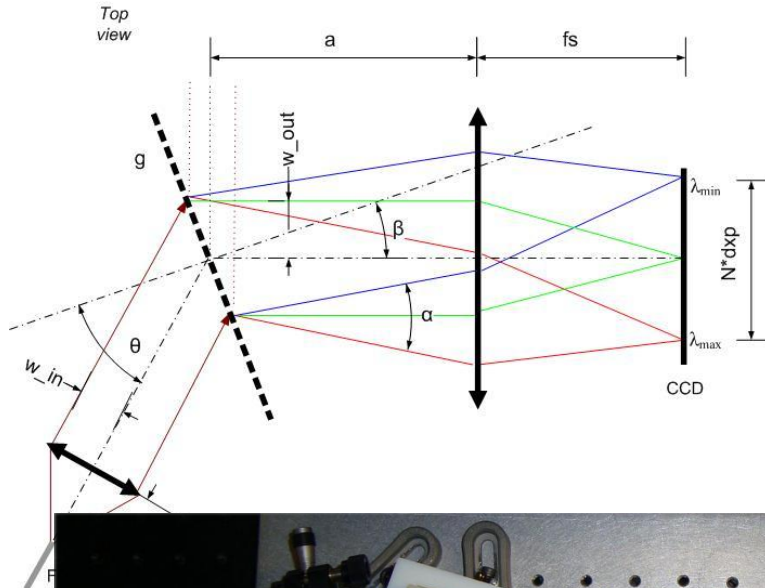 Top
view
a
fs
g
w_out
λmin
β
N*dxp
θ
α
w_in
λmax
CCD
F